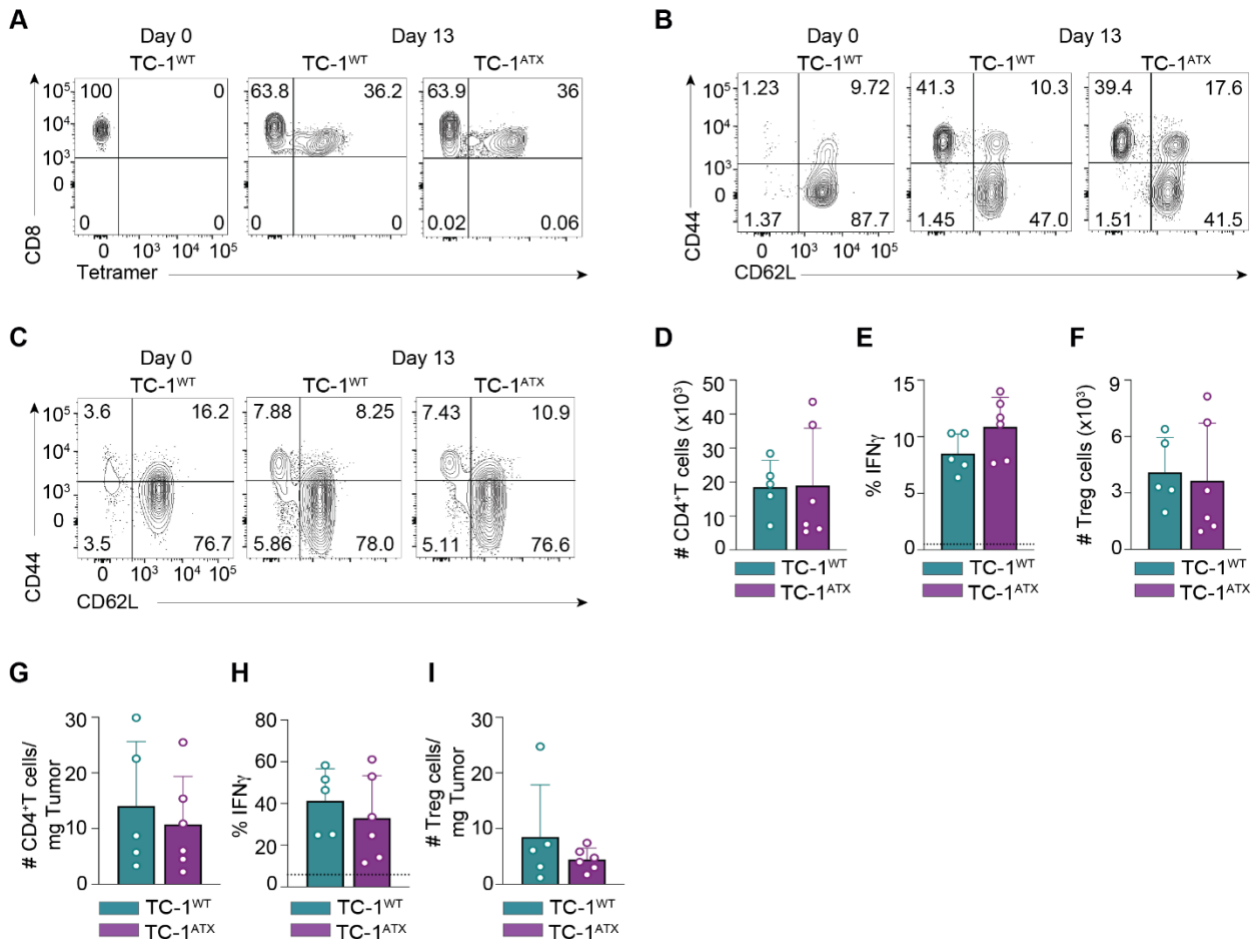 A
Day 0
Day 13
TC-1WT
TC-1WT
TC-1ATX
105
104
103
0
100
0
0
0
63.8
36.2
0
0
63.9
36
0.02
0.06
0 103 104 105
CD8
Tetramer
B
Day 0
Day 13
TC-1WT
TC-1WT
TC-1ATX
105
104
103
0
1.23
9.72
1.37
87.7
41.3
10.3
1.45
47.0
39.4
17.6
1.51
41.5
0 103 104 105
CD44
CD62L
C
Day 0
Day 13
TC-1WT
TC-1WT
TC-1ATX
105
104
103
0
3.6
16.2
3.5
76.7
7.88
8.25
5.86
78.0
7.43
10.9
5.11
76.6
0 103 104 105
CD44
CD62L
D
# CD4+T cells (x103)
50
40
30
20
10
0
TC-1WT
TC-1ATX
E
% IFNγ
15
10
5
0
TC-1WT
TC-1ATX
F
# Treg cells (x103)
9
6
3
0
TC-1WT
TC-1ATX
G
# CD4+T cells/
mg Tumor
30
20
10
0
TC-1WT
TC-1ATX
H
% IFNγ
80
60
40
20
0
TC-1WT
TC-1ATX
I
# Treg cells/
mg Tumor
30
20
10
0
TC-1WT
TC-1ATX